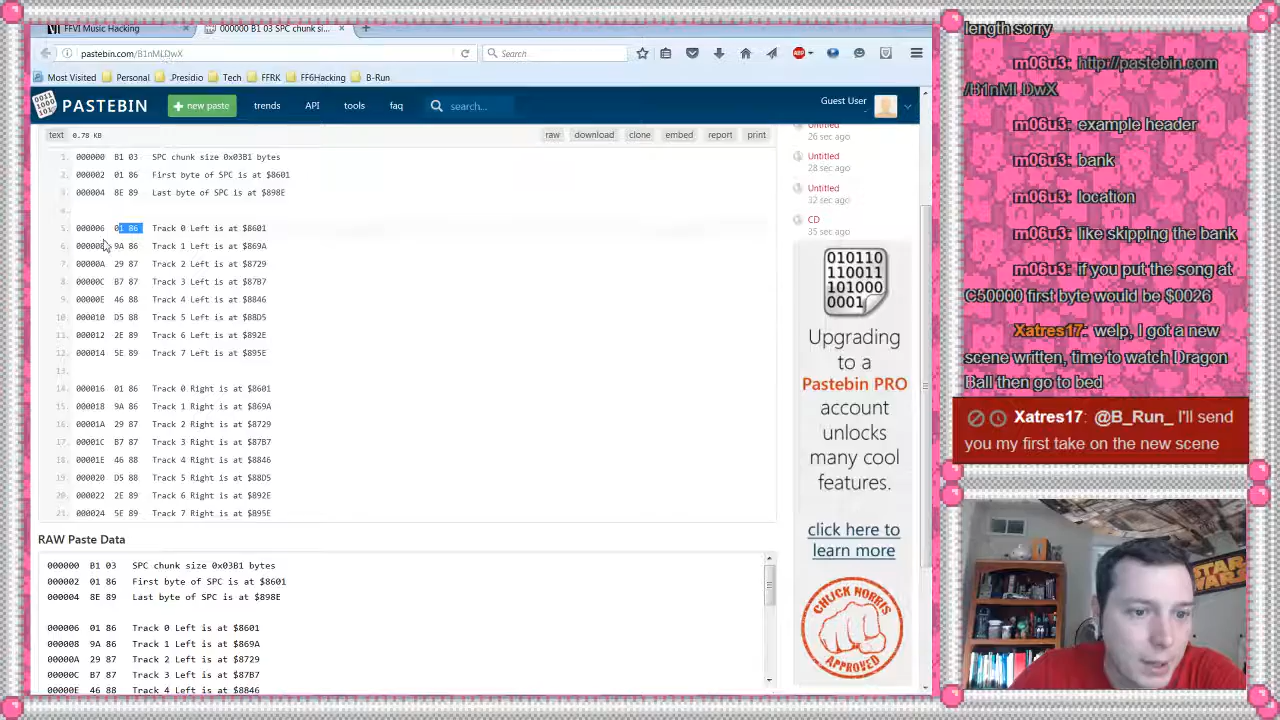 FFVI Music Hacking
000000 B1 03 SPC chunk siz
pastebin.com/B1nMLDwX
Search
Most Visited
Personal
.Presidio
Tech
FFRK
FF6Hacking
B-Run
PASTEBIN
+ new paste
trends
API
tools
faq
search...
Guest User
text 0.78 KB
raw
download
clone
embed
report
print
1. 000000 B1 03 SPC chunk size 0x03B1 bytes
First byte of SPC is at $8601
3. 000004 8E 89 Last byte of SPC is at $898E
4.
5. 000006 01 86 Track 0 Left is at $8601
6. 9A 86 Track 1 Left is at $869A
7. 00000A 29 87 Track 2 Left is at $8729
8. 00000C B7 87 Track 3 Left is at $87B7
9. 00000E 46 88 Track 4 Left is at $8846
10. 000010 D5 88 Track 5 Left is at $88D5
11. 000012 2E 89 Track 6 Left is at $892E
12. 000014 5E 89 Track 7 Left is at $895E
13.
14. 000016 01 86 Track 0 Right is at $8601
15. 000018 9A 86 Track 1 Right is at $869A
16. 00001A 29 87 Track 2 Right is at $8729
17. 00001C B7 87 Track 3 Right is at $87B7
18. 00001E 46 88 Track 4 Right is at $8846
19. 000020 D5 88 Track 5 Right is at $88D5
20. 000022 2E 89 Track 6 Right is at $892E
21. 000024 5E 89 Track 7 Right is at $895E
RAW Paste Data
000000 B1 03 SPC chunk size 0x03B1 bytes
000002 01 86 First byte of SPC is at $8601
000004 8E 89 Last byte of SPC is at $898E
000006 01 86 Track 0 Left is at $8601
000008 9A 86 Track 1 Left is at $869A
00000A 29 87 Track 2 Left is at $8729
00000C B7 87 Track 3 Left is at $87B7
00000E 46 88 Track 4 Left is at $8846
Untitled
26 sec ago
Untitled
28 sec ago
Untitled
32 sec ago
CD
35 sec ago
010110
110011
101000
0001
Upgrading
to a
Pastebin PRO
account
unlocks
many cool
features.
click here to
learn more
CHUCK NORRIS
APPROVED
length sorry
m06u3: http://pastebin.com
/B1nMLDwX
m06u3: example header
m06u3: bank
m06u3: location
m06u3: like skipping the bank
m06u3: if you put the song at
C50000 first byte would be $0026
Xatres17: welp, I got a new
scene written, time to watch Dragon
Ball then go to bed
Xatres17: @B_Run_ I'll send
you my first take on the new scene
STAR
WARS